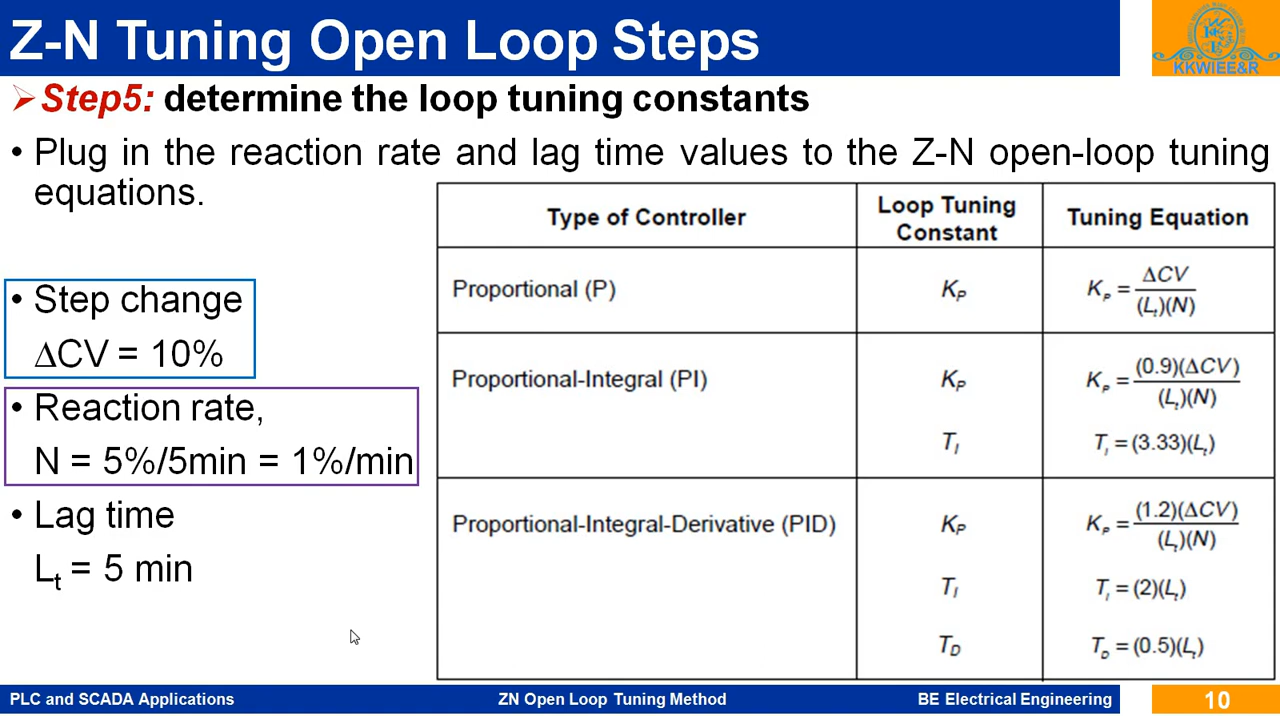 Z-N Tuning Open Loop Steps
KKWIEE&R
➢Step5: determine the loop tuning constants
• Plug in the reaction rate and lag time values to the Z-N open-loop tuning
equations.
• Step change
∆CV = 10%
• Reaction rate,
N = 5%/5min = 1%/min
• Lag time
Lt = 5 min
Type of Controller | Loop Tuning Constant | Tuning Equation
Proportional (P) | KP | KP = ∆CV / (Lt)(N)
Proportional-Integral (PI) | KP | KP = (0.9)(∆CV) / (Lt)(N)
TI | TI = (3.33)(Lt)
Proportional-Integral-Derivative (PID) | KP | KP = (1.2)(∆CV) / (Lt)(N)
TI | TI = (2)(Lt)
TD | TD = (0.5)(Lt)
PLC and SCADA Applications
ZN Open Loop Tuning Method
BE Electrical Engineering
10